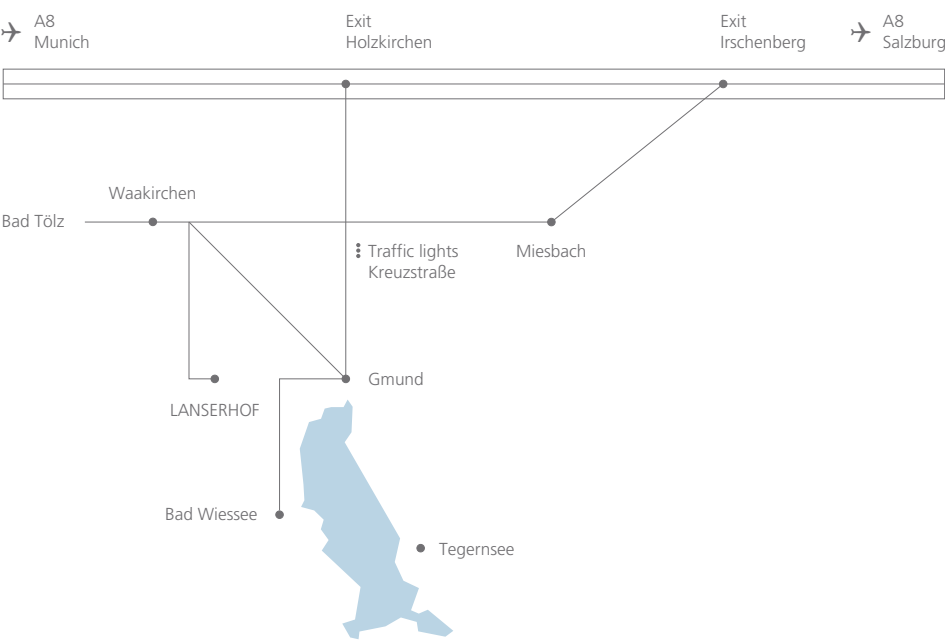 A8
Munich
Exit
Holzkirchen
Exit
Irschenberg
A8
Salzburg
Waakirchen
Bad Tölz
Traffic lights
Kreuzstraße
Miesbach
Gmund
LANSERHOF
Bad Wiessee
Tegernsee